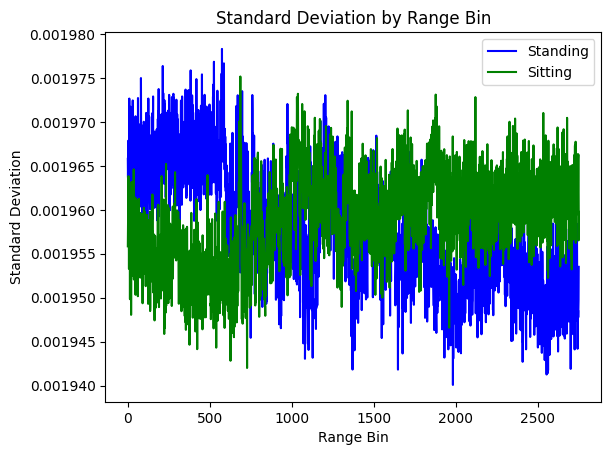 Standard Deviation by Range Bin
0.001980
0.001975
0.001970
0.001965
0.001960
0.001955
0.001950
0.001945
0.001940
Standard Deviation
Standing
Sitting
0 500 1000 1500 2000 2500
Range Bin